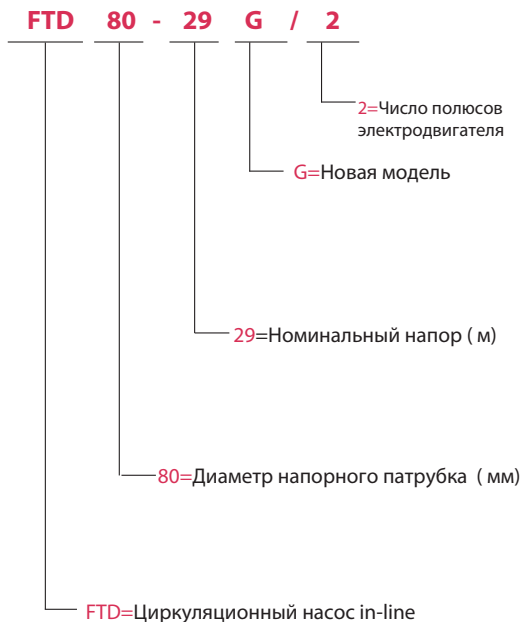 FTD 80 - 29 G / 2
2=Число полюсов
электродвигателя
G=Новая модель
29=Номинальный напор ( м)
80=Диаметр напорного патрубка ( мм)
FTD=Циркуляционный насос in-line